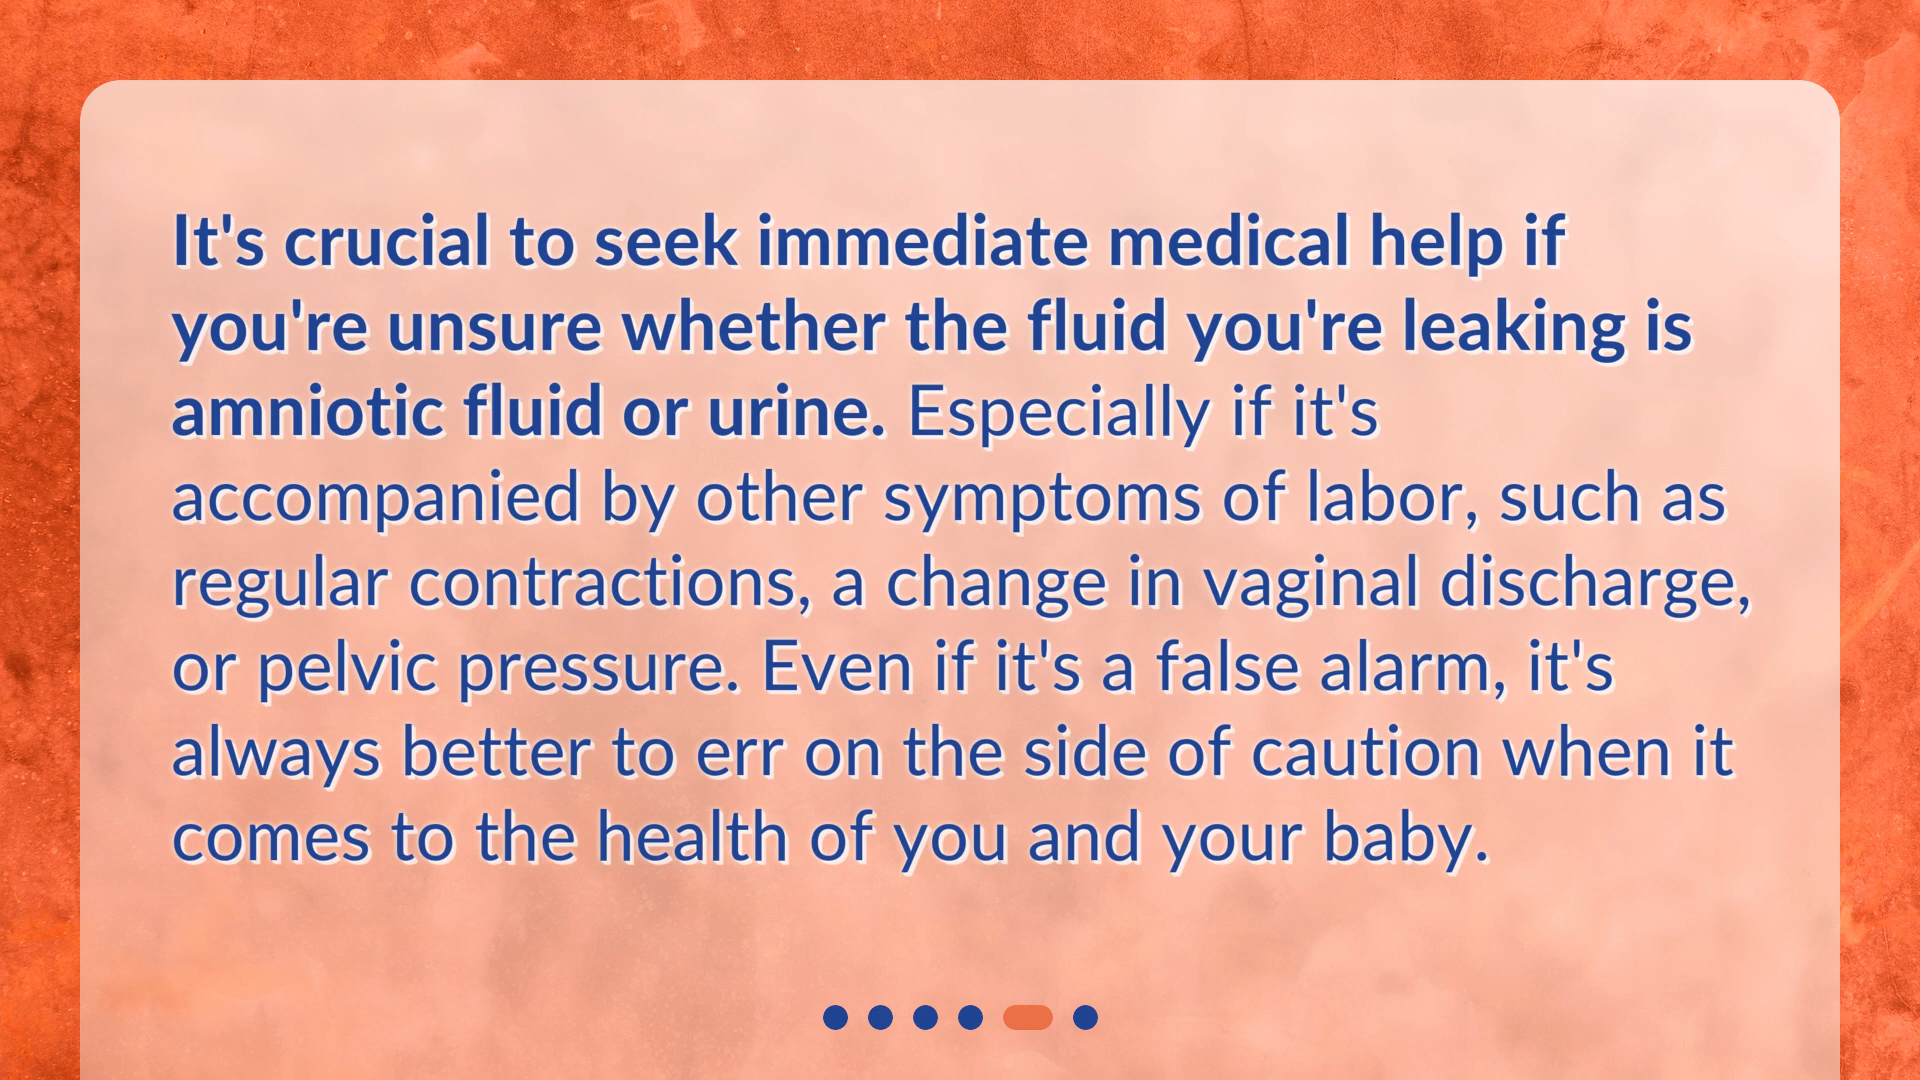 It's crucial to seek immediate medical help if
you're unsure whether the fluid you're leaking is
amniotic fluid or urine. Especially if it's
accompanied by other symptoms of labor, such as
regular contractions, a change in vaginal discharge,
or pelvic pressure. Even if it's a false alarm, it's
always better to err on the side of caution when it
comes to the health of you and your baby.